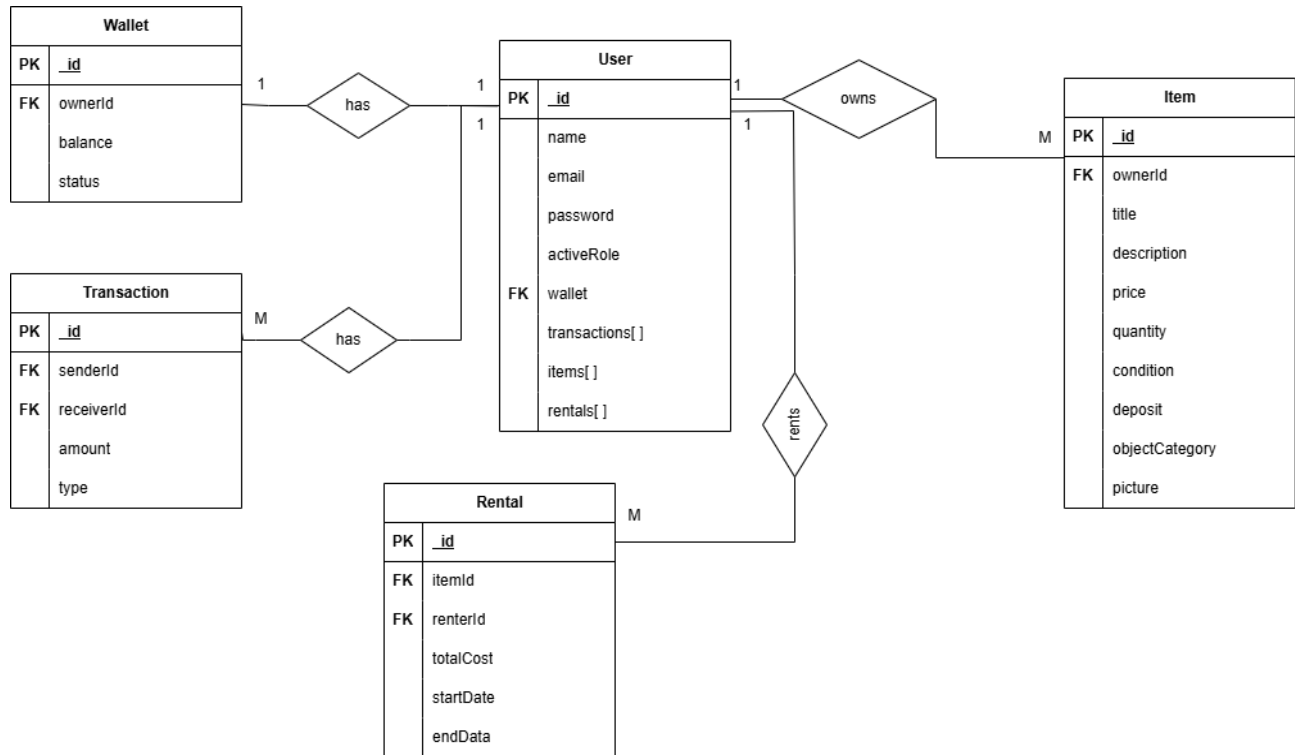 Wallet
PK _id
FK ownerId
balance
status
1
has
1
1
User
PK _id
name
email
password
activeRole
FK wallet
transactions[ ]
items[ ]
rentals[ ]
1
1
owns
M
Item
PK _id
FK ownerId
title
description
price
quantity
condition
deposit
objectCategory
picture
Transaction
PK _id
FK senderId
FK receiverId
amount
type
M
has
rents
M
Rental
PK _id
FK itemId
FK renterId
totalCost
startDate
endData